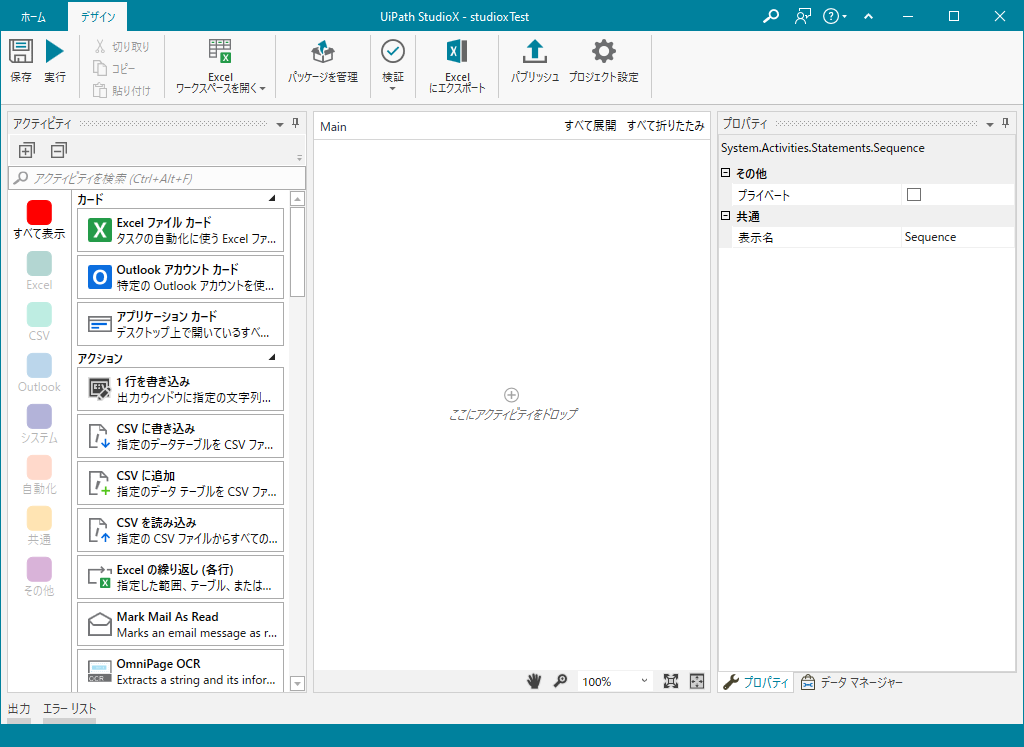 ホーム
デザイン
UiPath StudioX - studioxTest
保存
実行
切り取り
コピー
貼り付け
Excel
ワークスペースを開く
パッケージを管理
検証
Excel
にエクスポート
パブリッシュ
プロジェクト設定
アクティビティ
アクティビティを検索 (Ctrl+Alt+F)
すべて表示
Excel
CSV
Outlook
システム
自動化
共通
その他
カード
Excel ファイル カード
タスクの自動化に使う Excel ファ...
Outlook アカウント カード
特定の Outlook アカウントを使...
アプリケーション カード
デスクトップ上で開いているすべ...
アクション
1 行を書き込み
出力ウィンドウに指定の文字列...
CSV に書き込み
指定のデータテーブルを CSV ファ...
CSV に追加
指定のデータ テーブルを CSV ファ...
CSV を読み込み
指定の CSV ファイルからすべての...
Excel の繰り返し (各行)
指定した範囲、テーブル、または...
Mark Mail As Read
Marks an email message as r...
OCR
OmniPage OCR
Extracts a string and its infor...
Main
すべて展開 すべて折りたたみ
ここにアクティビティをドロップ
100%
プロパティ
System.Activities.Statements.Sequence
その他
プライベート
共通
表示名 Sequence
プロパティ
データ マネージャー
出力 エラー リスト